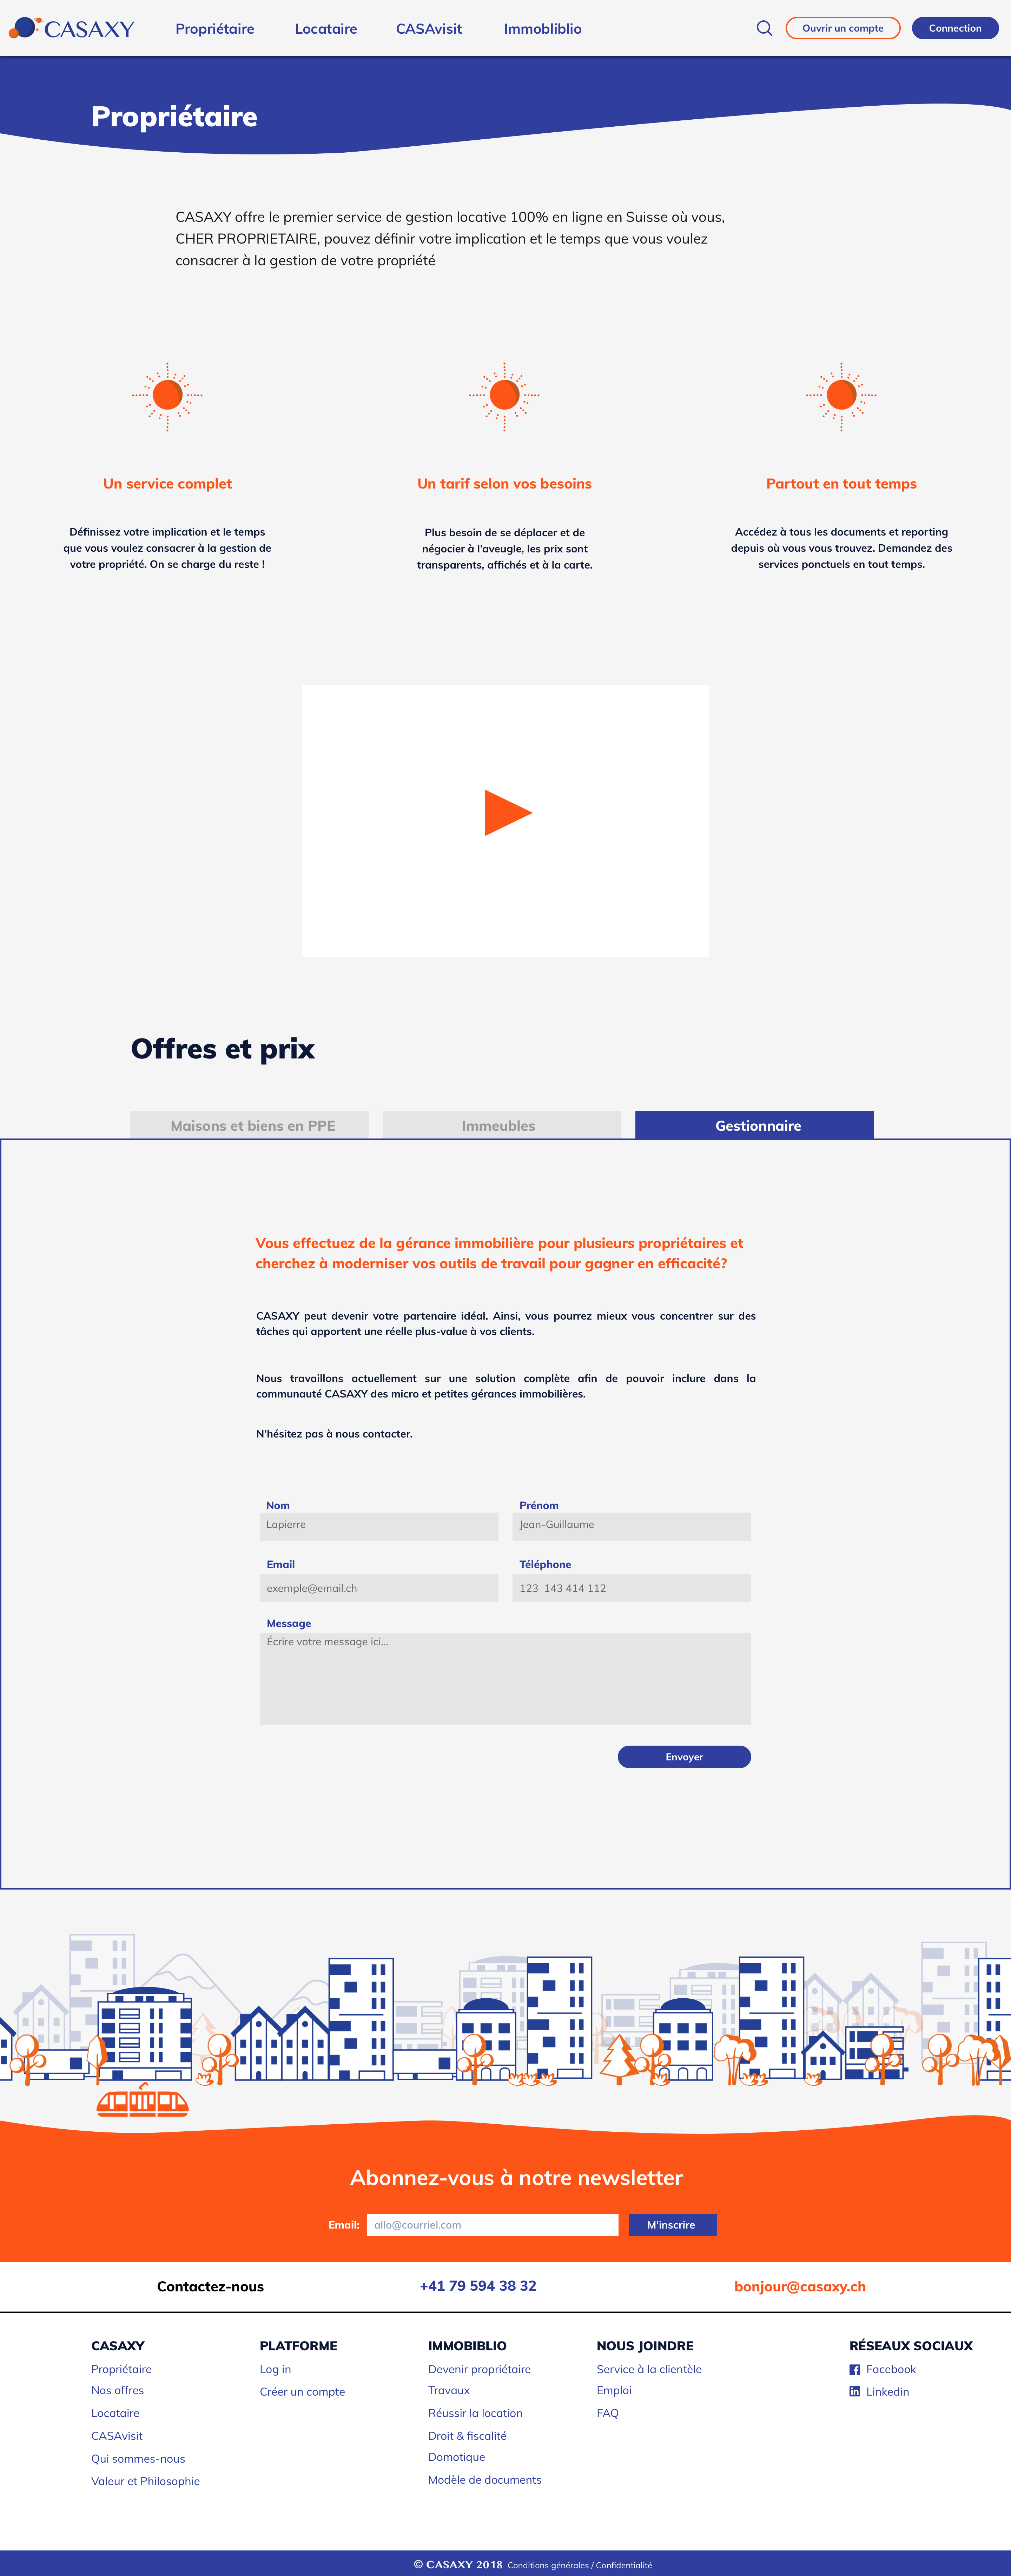 CASAXY
Propriétaire
Locataire
CASAvisit
Immobliblio
Ouvrir un compte
Connection
Propriétaire
CASAXY offre le premier service de gestion locative 100% en ligne en Suisse où vous,
CHER PROPRIETAIRE, pouvez définir votre implication et le temps que vous voulez
consacrer à la gestion de votre propriété
Un service complet
Définissez votre implication et le temps
que vous voulez consacrer à la gestion de
votre propriété. On se charge du reste !
Un tarif selon vos besoins
Plus besoin de se déplacer et de
négocier à l'aveugle, les prix sont
transparents, affichés et à la carte.
Partout en tout temps
Accédez à tous les documents et reporting
depuis où vous vous trouvez. Demandez des
services ponctuels en tout temps.
Offres et prix
Maisons et biens en PPE
Immeubles
Gestionnaire
Vous effectuez de la gérance immobilière pour plusieurs propriétaires et
cherchez à moderniser vos outils de travail pour gagner en efficacité?
CASAXY peut devenir votre partenaire idéal. Ainsi, vous pourrez mieux vous concentrer sur des
tâches qui apportent une réelle plus-value à vos clients.
Nous travaillons actuellement sur une solution complète afin de pouvoir inclure dans la
communauté CASAXY des micro et petites gérances immobilières.
N'hésitez pas à nous contacter.
Nom
Lapierre
Prénom
Jean-Guillaume
Email
exemple@email.ch
Téléphone
123 143 414 112
Message
Écrire votre message ici...
Envoyer
Abonnez-vous à notre newsletter
Email:
allo@courriel.com
M'inscrire
Contactez-nous
+41 79 594 38 32
bonjour@casaxy.ch
CASAXY
Propriétaire
Nos offres
Locataire
CASAvisit
Qui sommes-nous
Valeur et Philosophie
PLATFORME
Log in
Créer un compte
IMMOBIBLIO
Devenir propriétaire
Travaux
Réussir la location
Droit & fiscalité
Domotique
Modèle de documents
NOUS JOINDRE
Service à la clientèle
Emploi
FAQ
RÉSEAUX SOCIAUX
Facebook
Linkedin
© CASAXY 2018 Conditions générales / Confidentialité